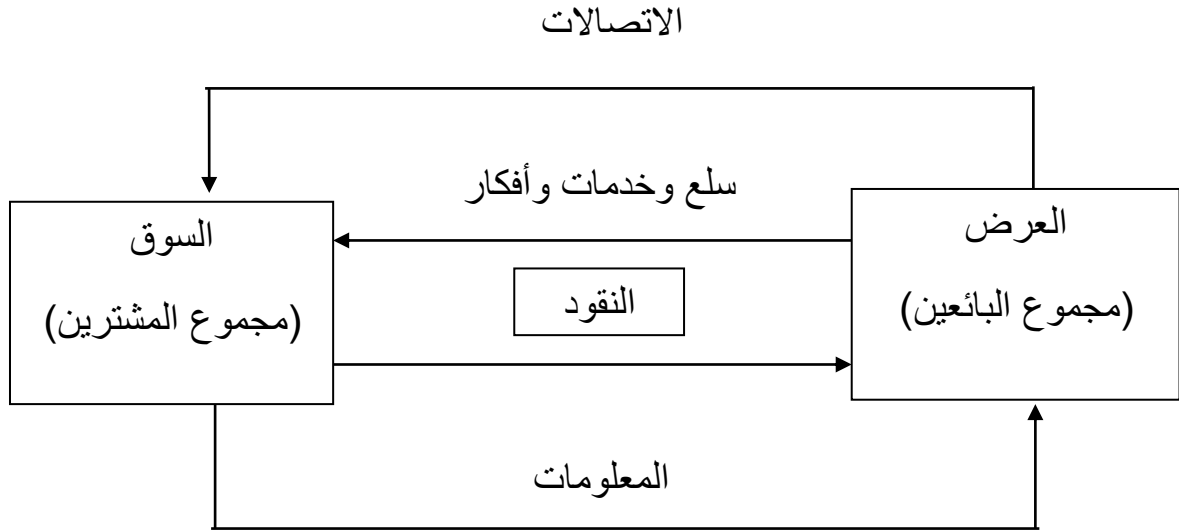 الاتصالات
سلع وخدمات وأفكار
العرض
(مجموع البائعين)
السوق
(مجموع المشترين)
النقود
المعلومات